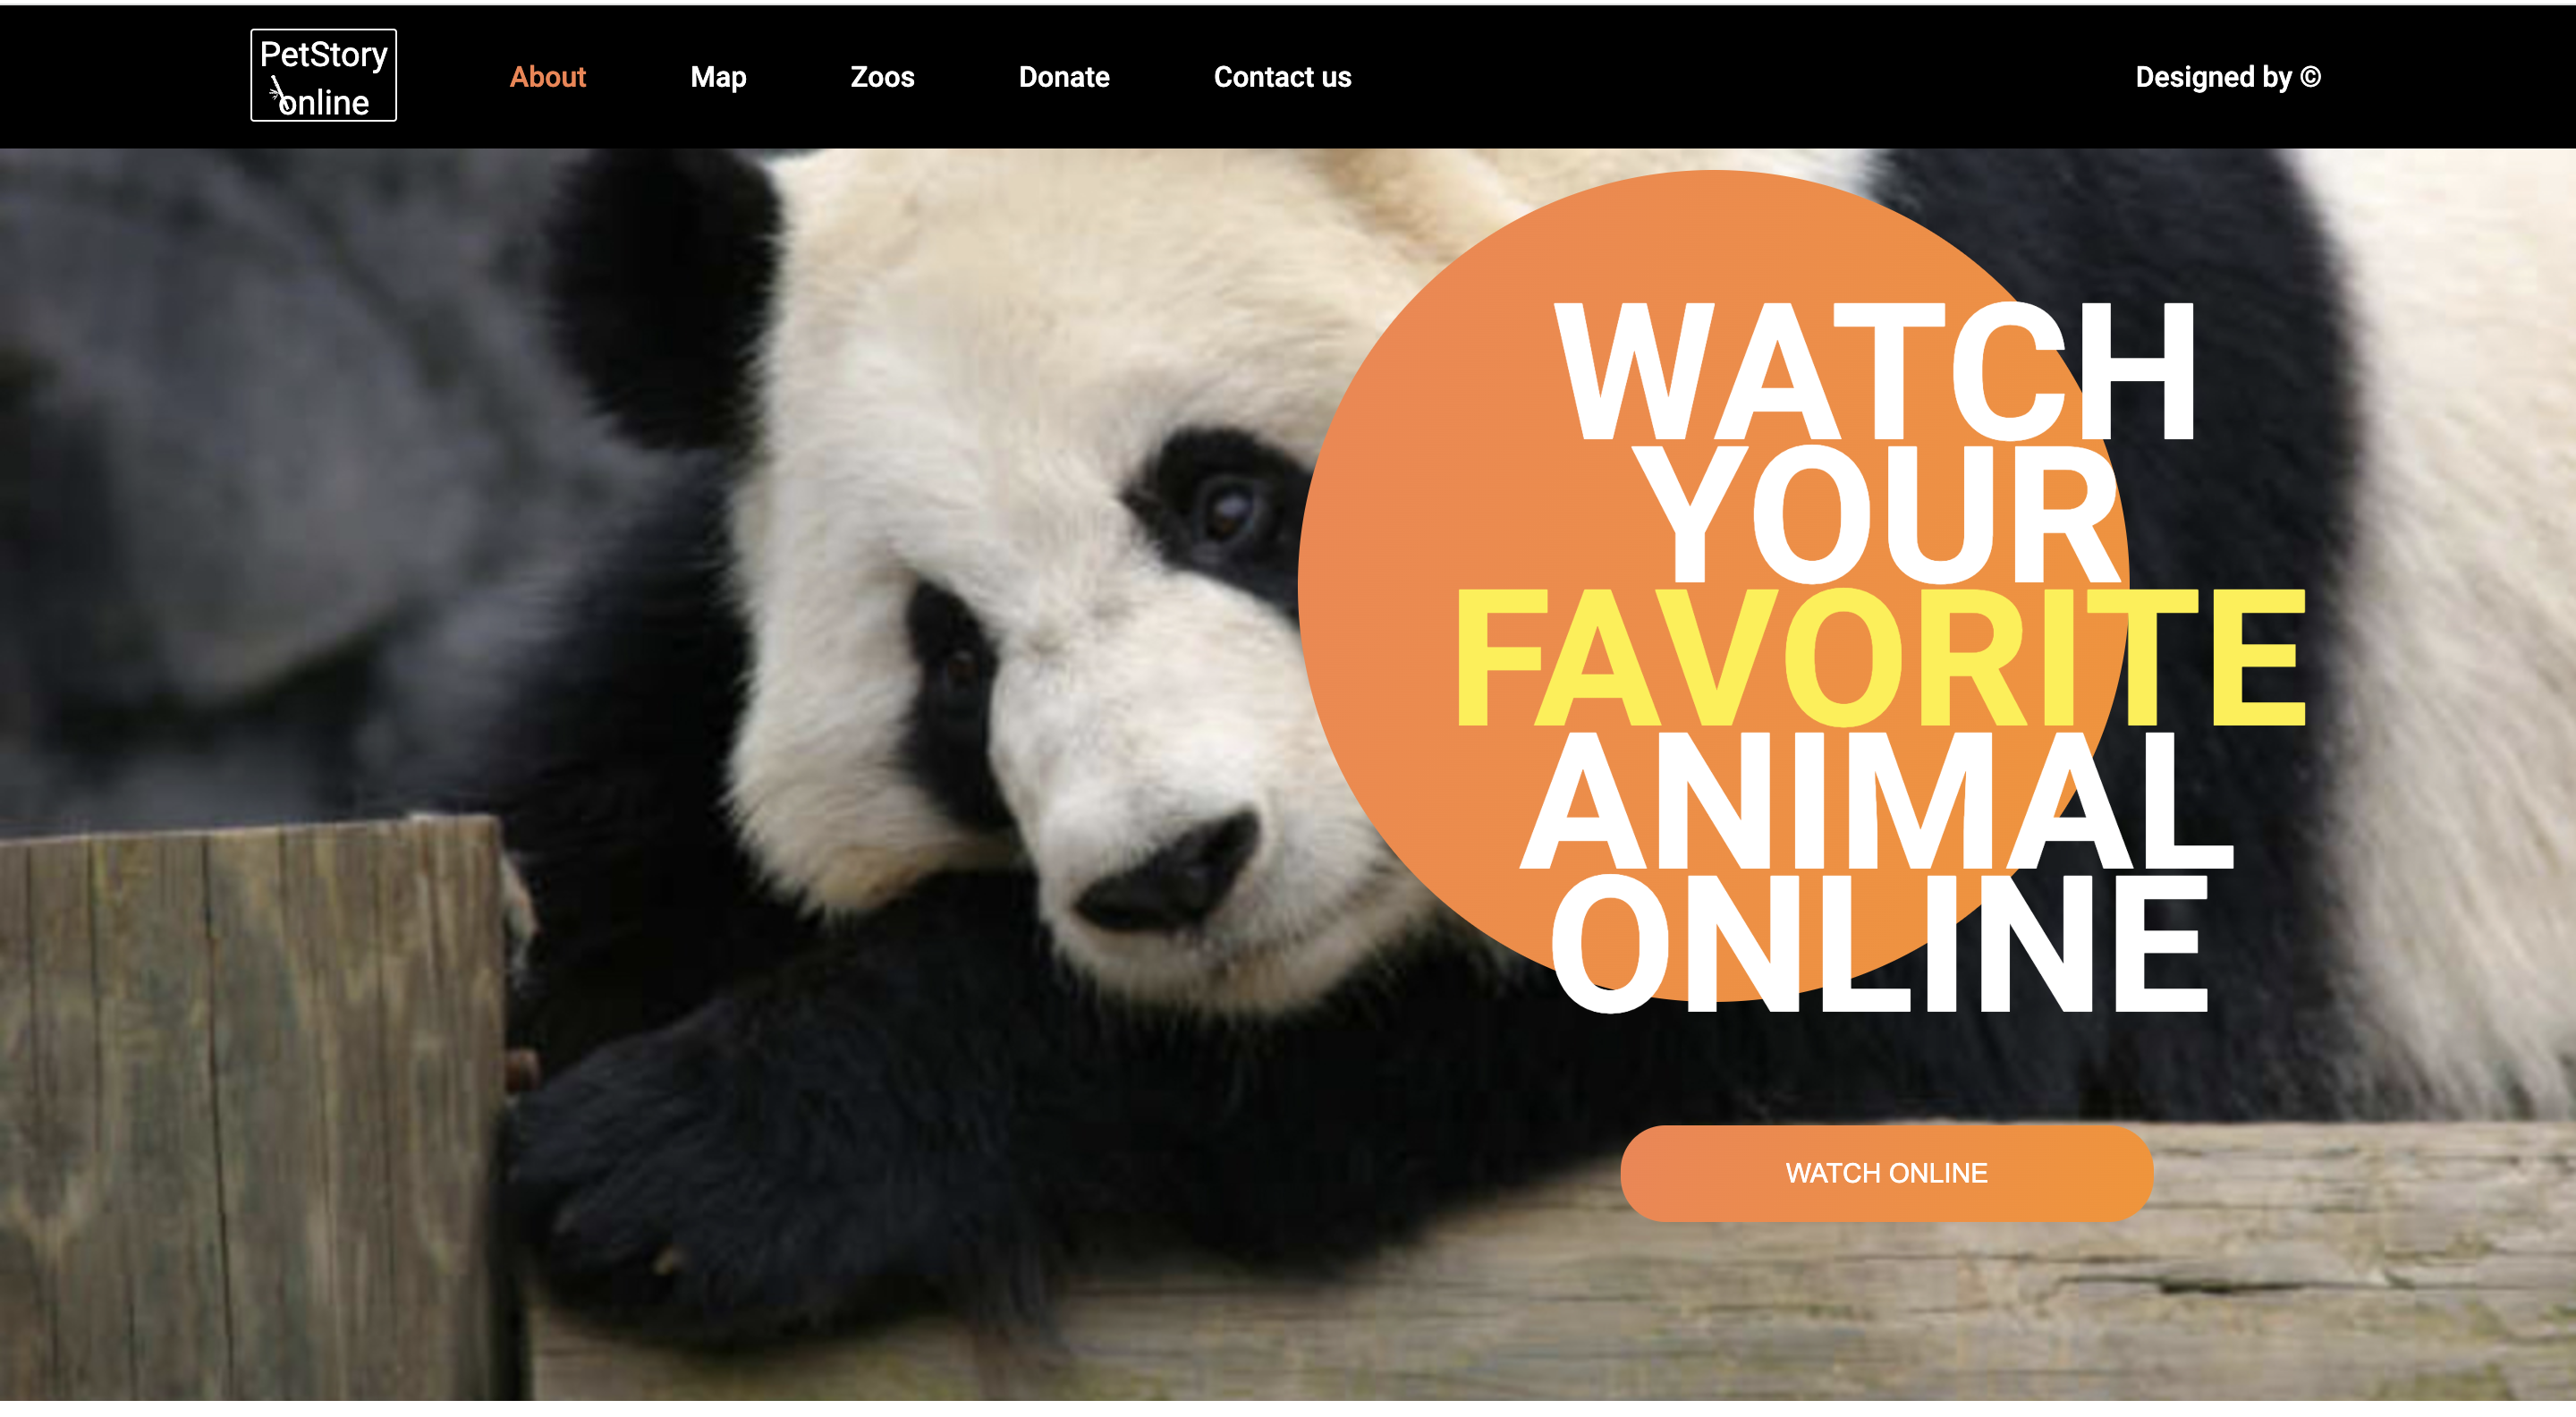 PetStory
online
About
Map
Zoos
Donate
Contact us
Designed by ©
WATCH
YOUR
FAVORITE
ANIMAL
ONLINE
WATCH ONLINE